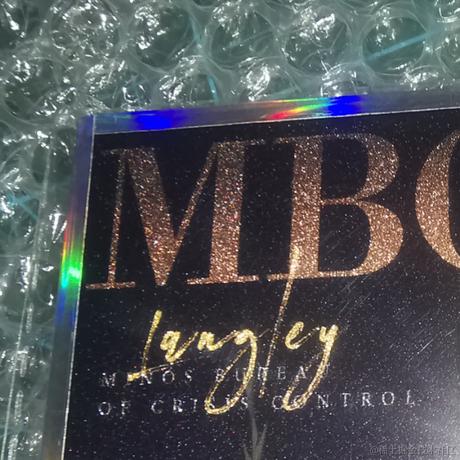 MBC
Langley
MINOS BUREAU
OF CRISIS CONTROL